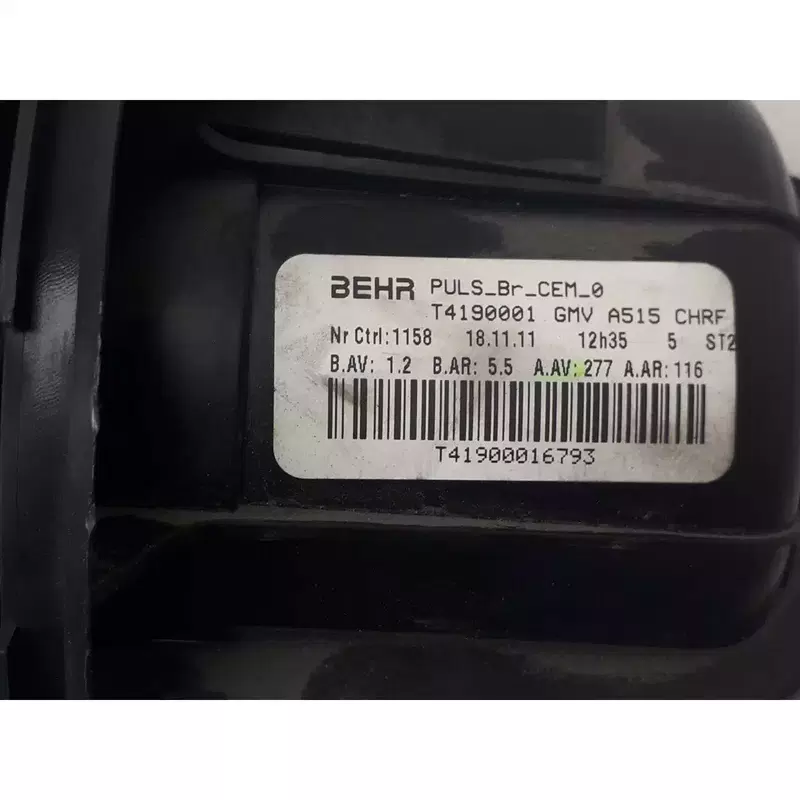 BEHR PULS_Br_CEM_0
T4190001 GMV A515 CHRF
Nr Ctrl:1158 18.11.11 12h35 5 ST2
B.AV: 1.2 B.AR: 5.5 A.AV: 277 A.AR: 116
T41900016793